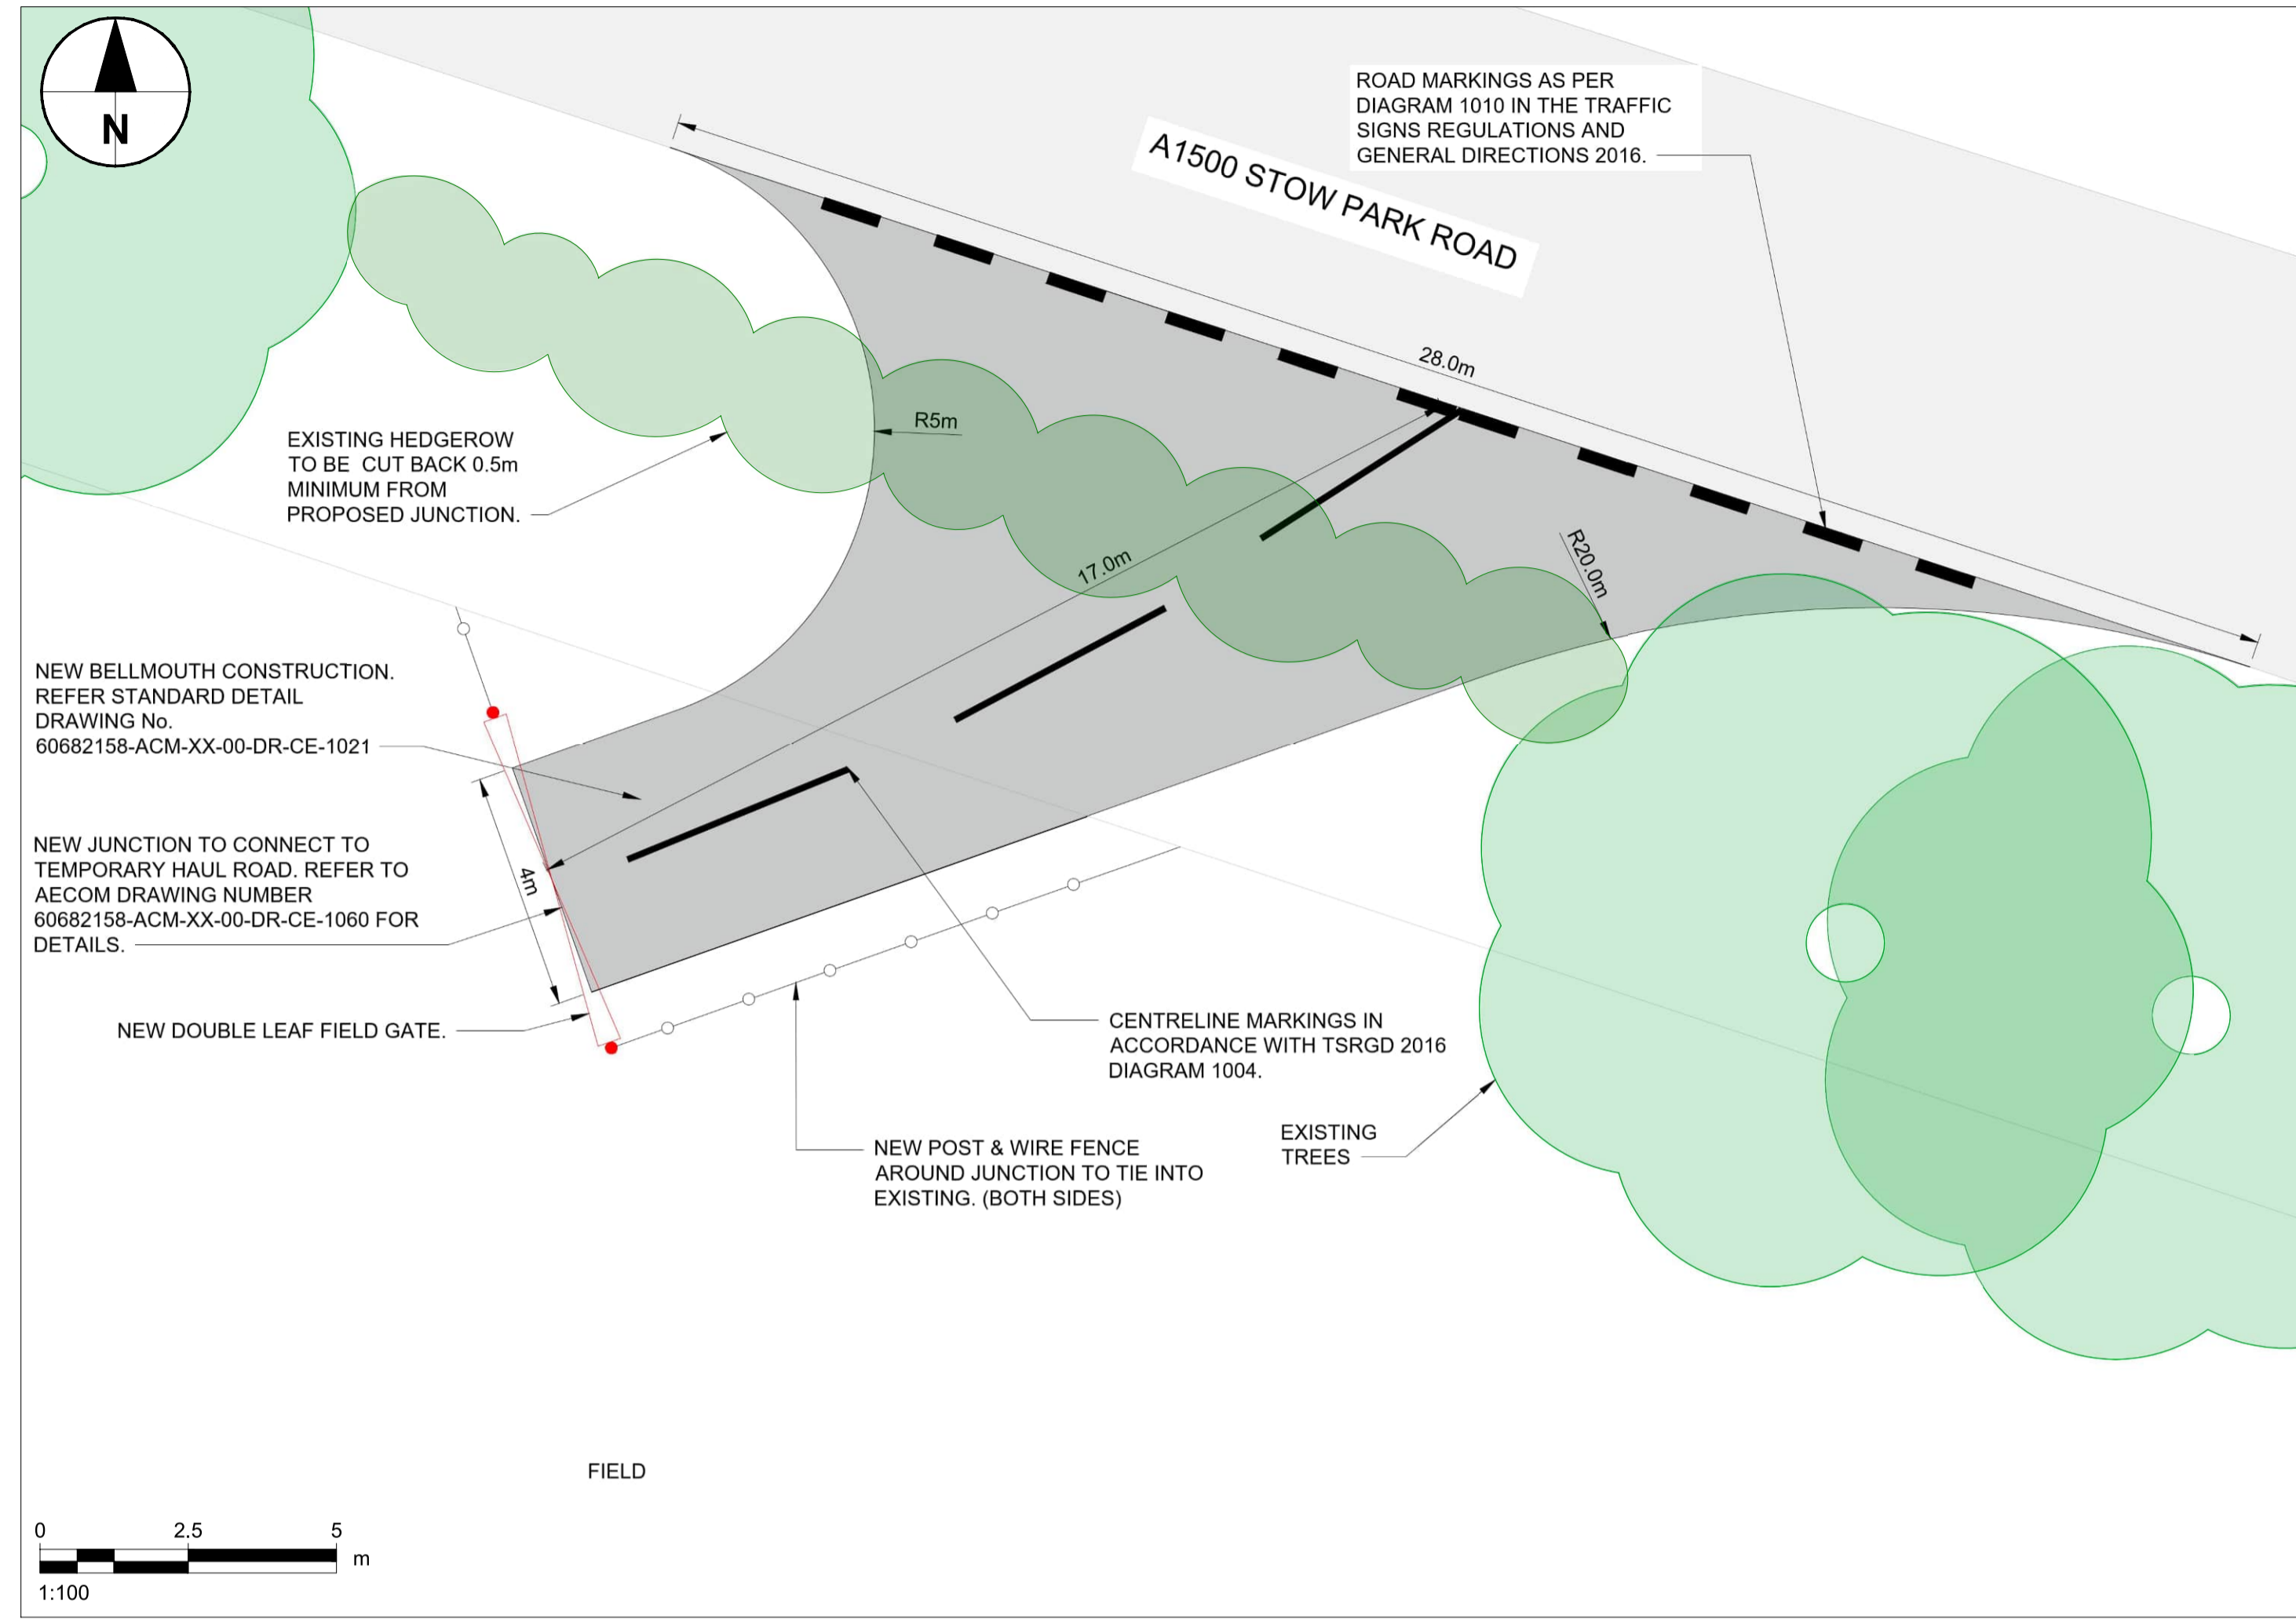 N
ROAD MARKINGS AS PER
DIAGRAM 1010 IN THE TRAFFIC
SIGNS REGULATIONS AND
GENERAL DIRECTIONS 2016.
A1500 STOW PARK ROAD
28.0m
R5m
EXISTING HEDGEROW
TO BE CUT BACK 0.5m
MINIMUM FROM
PROPOSED JUNCTION.
17.0m
R20.0m
NEW BELLMOUTH CONSTRUCTION.
REFER STANDARD DETAIL
DRAWING No.
60682158-ACM-XX-00-DR-CE-1021
4m
NEW JUNCTION TO CONNECT TO
TEMPORARY HAUL ROAD. REFER TO
AECOM DRAWING NUMBER
60682158-ACM-XX-00-DR-CE-1060 FOR
DETAILS.
NEW DOUBLE LEAF FIELD GATE.
CENTRELINE MARKINGS IN
ACCORDANCE WITH TSRGD 2016
DIAGRAM 1004.
NEW POST & WIRE FENCE
AROUND JUNCTION TO TIE INTO
EXISTING. (BOTH SIDES)
EXISTING
TREES
FIELD
0 2.5 5
m
1:100